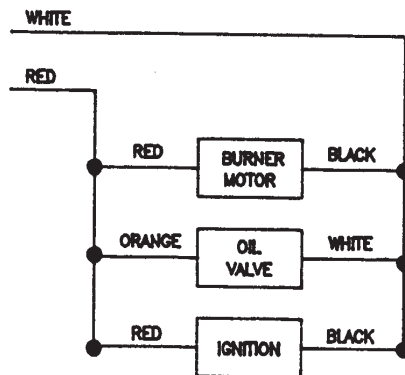 WHITE
RED
RED
BURNER
MOTOR
BLACK
ORANGE
OIL
VALVE
WHITE
RED
IGNITION
BLACK